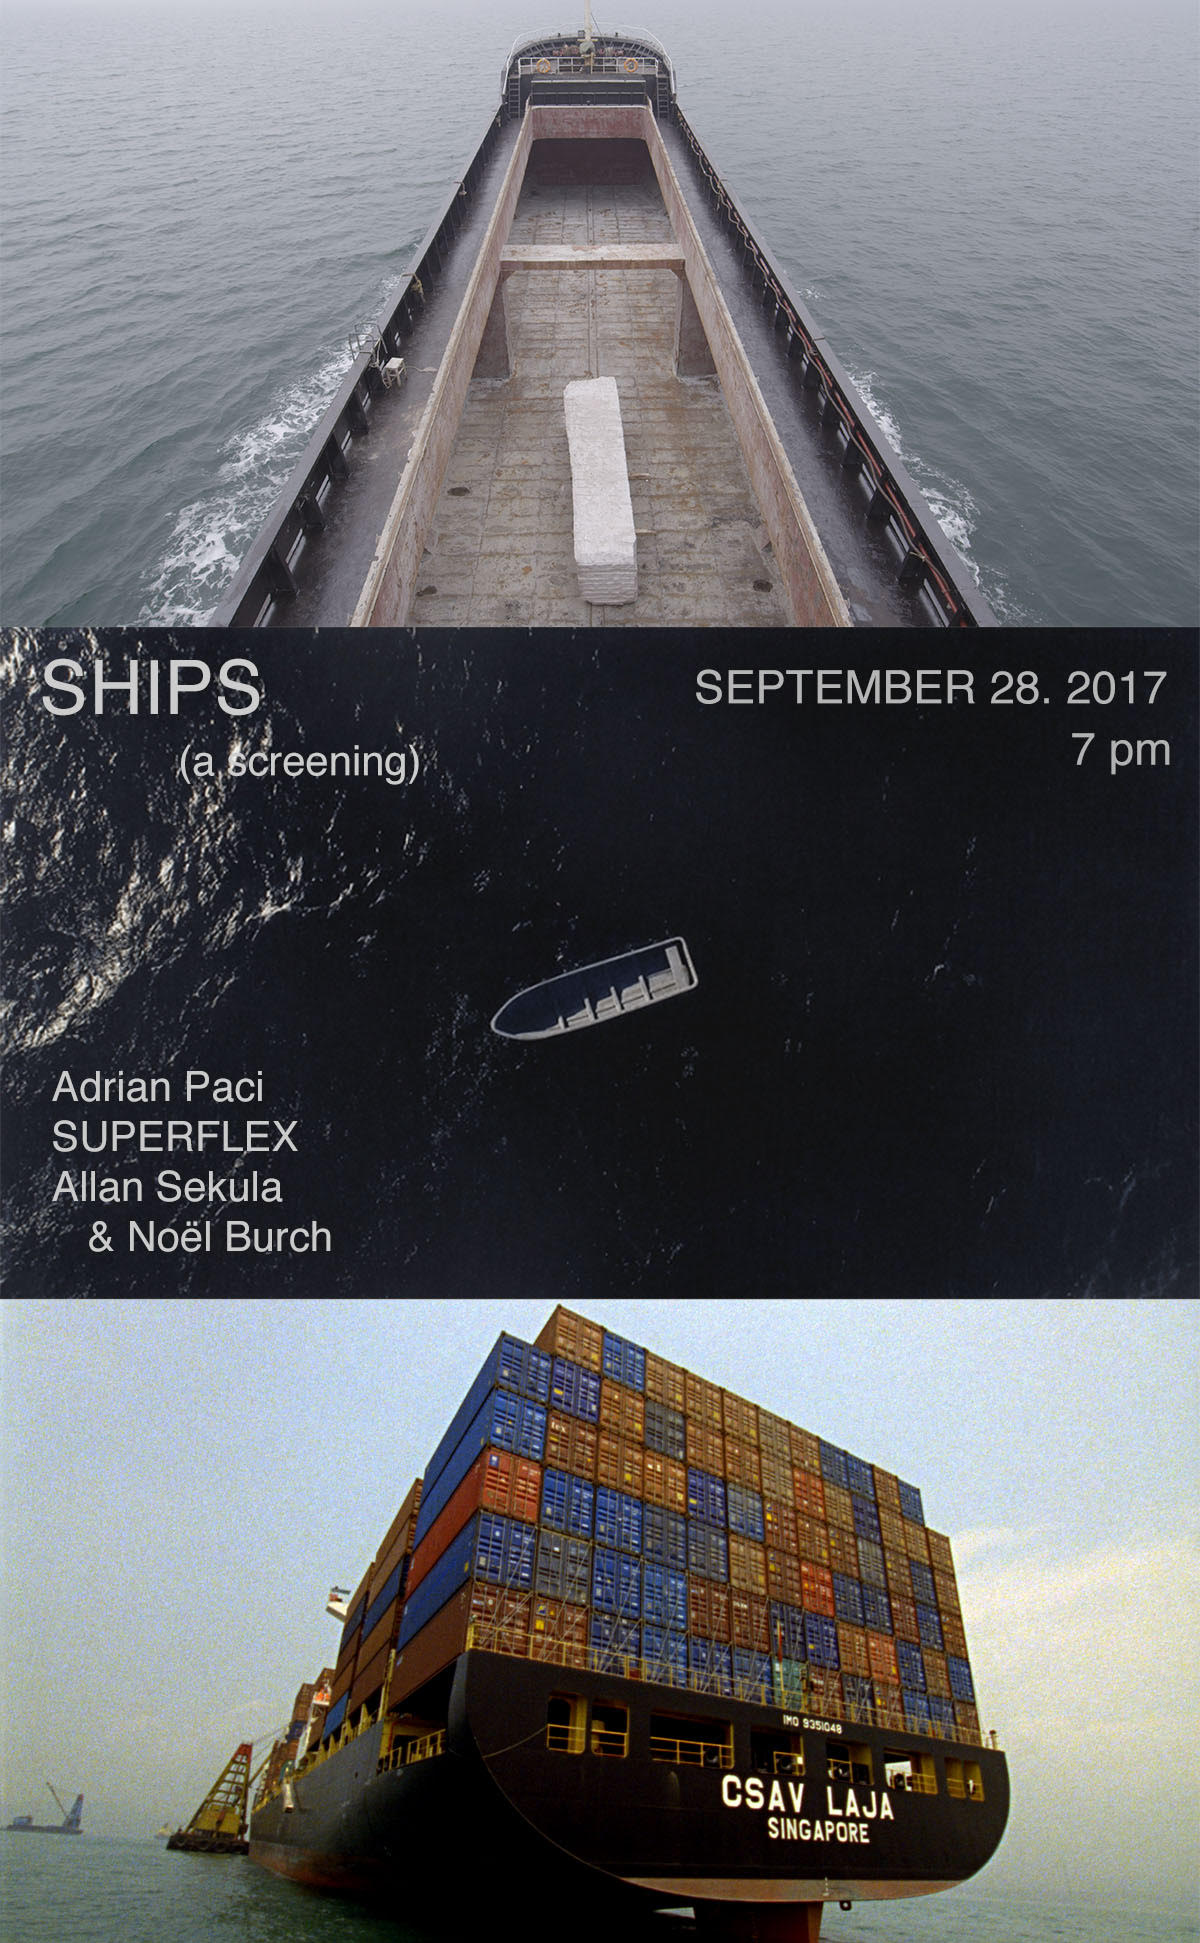 SHIPS
(a screening)
SEPTEMBER 28. 2017
7 pm
Adrian Paci
SUPERFLEX
Allan Sekula
& Noël Burch
IMO 9351048
CSAV LAJA
SINGAPORE